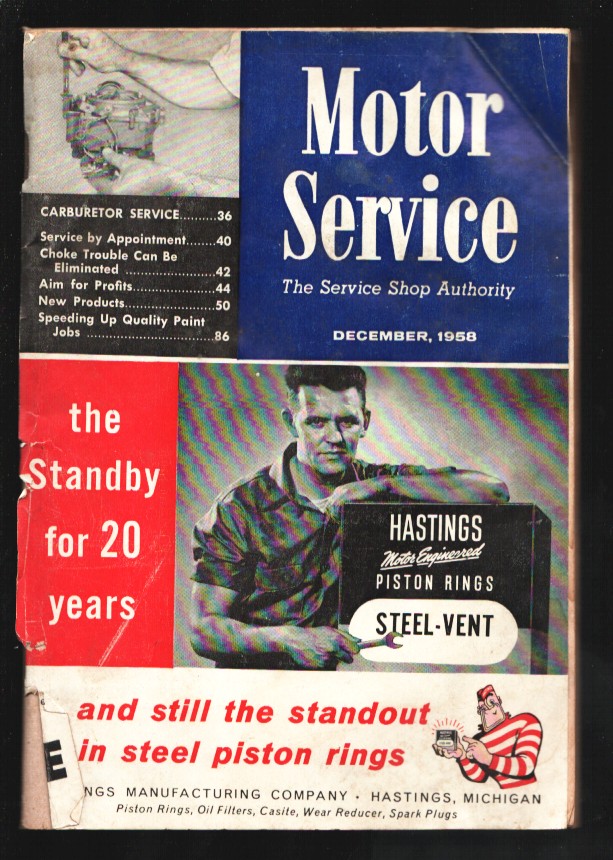 Motor
Service
The Service Shop Authority
DECEMBER, 1958
CARBURETOR SERVICE..........36
Service by Appointment........40
Choke Trouble Can Be
Eliminated ......................42
Aim for Profits.....................44
New Products.......................50
Speeding Up Quality Paint
Jobs ................................86
the
Standby
for 20
years
HASTINGS
Motor Engineered
PISTON RINGS
STEEL-VENT
and still the standout
in steel piston rings
E
NGS MANUFACTURING COMPANY • HASTINGS, MICHIGAN
Piston Rings, Oil Filters, Casite, Wear Reducer, Spark Plugs